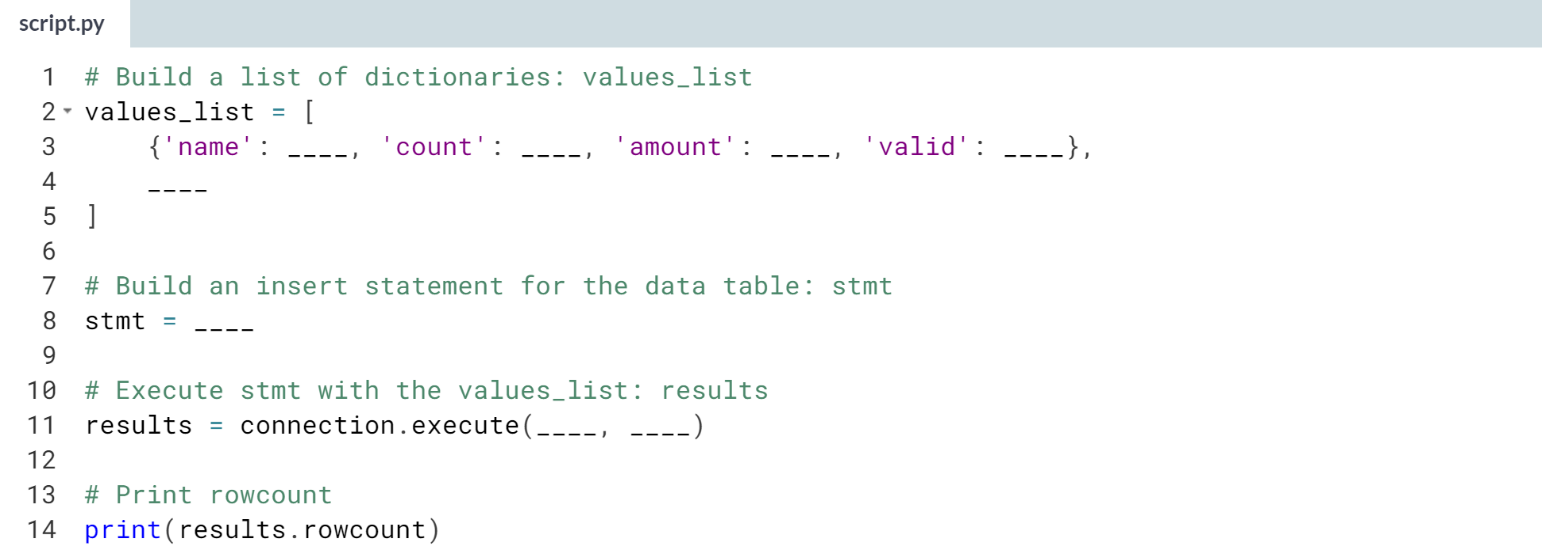 script.py
1 # Build a list of dictionaries: values_list
2 values_list = [
3     {'name': ____, 'count': ____, 'amount': ____, 'valid': ____},
4     ____
5 ]
6
7 # Build an insert statement for the data table: stmt
8 stmt = ____
9
10 # Execute stmt with the values_list: results
11 results = connection.execute(____, ____)
12
13 # Print rowcount
14 print(results.rowcount)